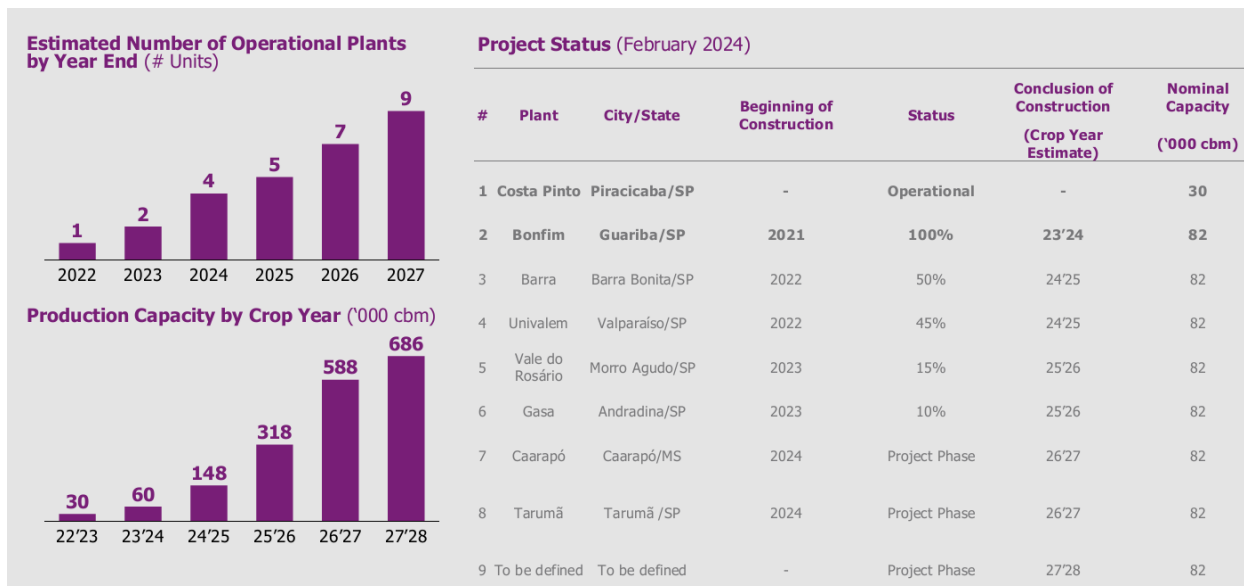 Estimated Number of Operational Plants
by Year End (# Units)
1
2
4
5
7
9
2022 2023 2024 2025 2026 2027
Production Capacity by Crop Year (‘000 cbm)
30
60
148
318
588
686
22’23 23’24 24’25 25’26 26’27 27’28
Project Status (February 2024)
# Plant City/State Beginning of Construction Status Conclusion of Construction (Crop Year Estimate) Nominal Capacity (‘000 cbm)
1 Costa Pinto Piracicaba/SP - Operational - 30
2 Bonfim Guariba/SP 2021 100% 23’24 82
3 Barra Barra Bonita/SP 2022 50% 24’25 82
4 Univalem Valparaíso/SP 2022 45% 24’25 82
5 Vale do Rosário Morro Agudo/SP 2023 15% 25’26 82
6 Gasa Andradina/SP 2023 10% 25’26 82
7 Caarapó Caarapó/MS 2024 Project Phase 26’27 82
8 Tarumã Tarumã /SP 2024 Project Phase 26’27 82
9 To be defined To be defined - Project Phase 27’28 82